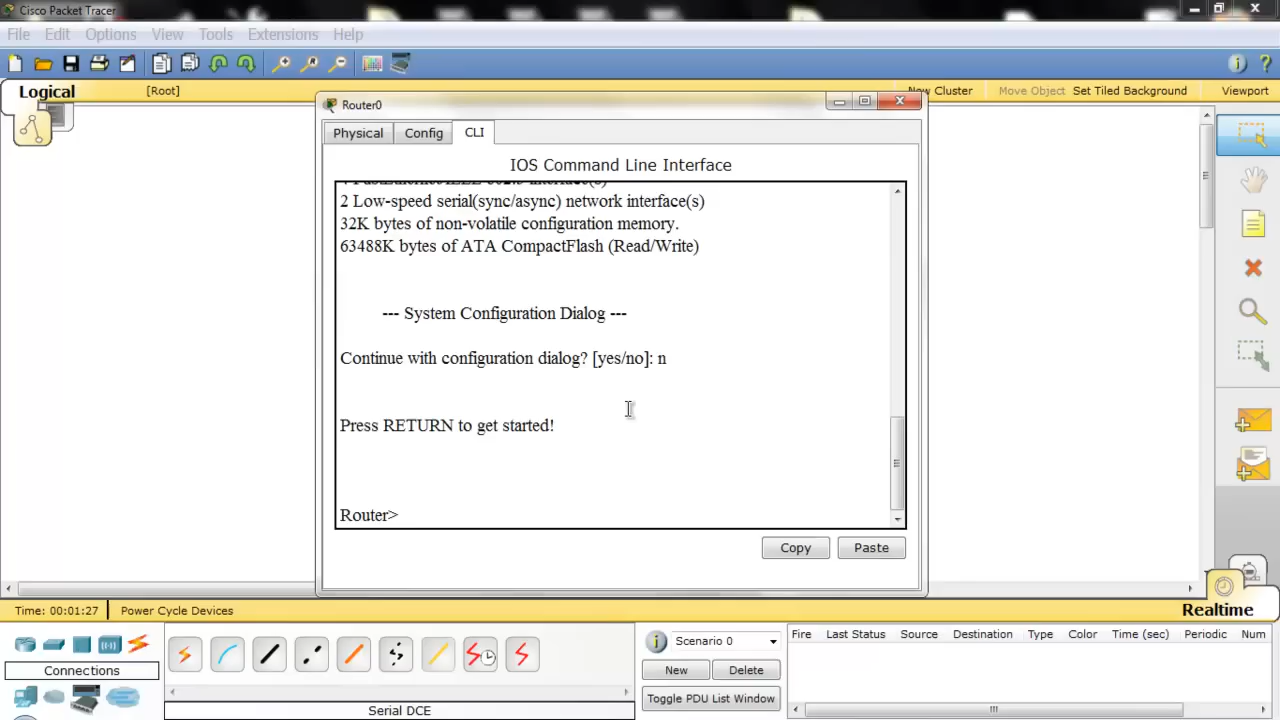 Cisco Packet Tracer
File Edit Options View Tools Extensions Help
Logical
[Root]
New Cluster
Move Object
Set Tiled Background
Viewport
Router0
Physical
Config
CLI
IOS Command Line Interface
2 Low-speed serial(sync/async) network interface(s)
32K bytes of non-volatile configuration memory.
63488K bytes of ATA CompactFlash (Read/Write)
--- System Configuration Dialog ---
Continue with configuration dialog? [yes/no]: n
Press RETURN to get started!
Router>
Copy
Paste
Time: 00:01:27
Power Cycle Devices
Realtime
Connections
Serial DCE
Scenario 0
New
Delete
Toggle PDU List Window
Fire Last Status Source Destination Type Color Time (sec) Periodic Num